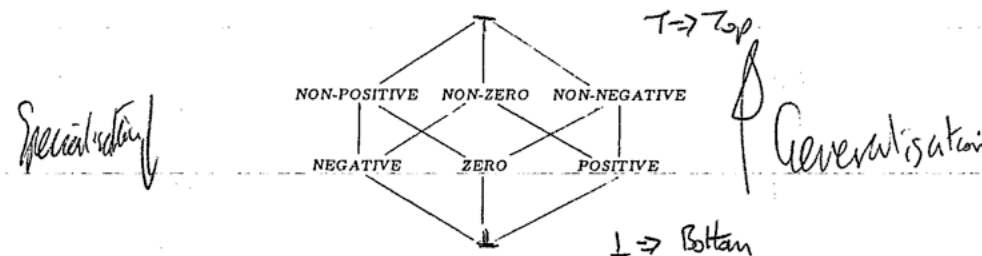 T T => Top
NON-POSITIVE NON-ZERO NON-NEGATIVE
Specialisation Generalisation
NEGATIVE ZERO POSITIVE
⊥ ⊥ => Bottom